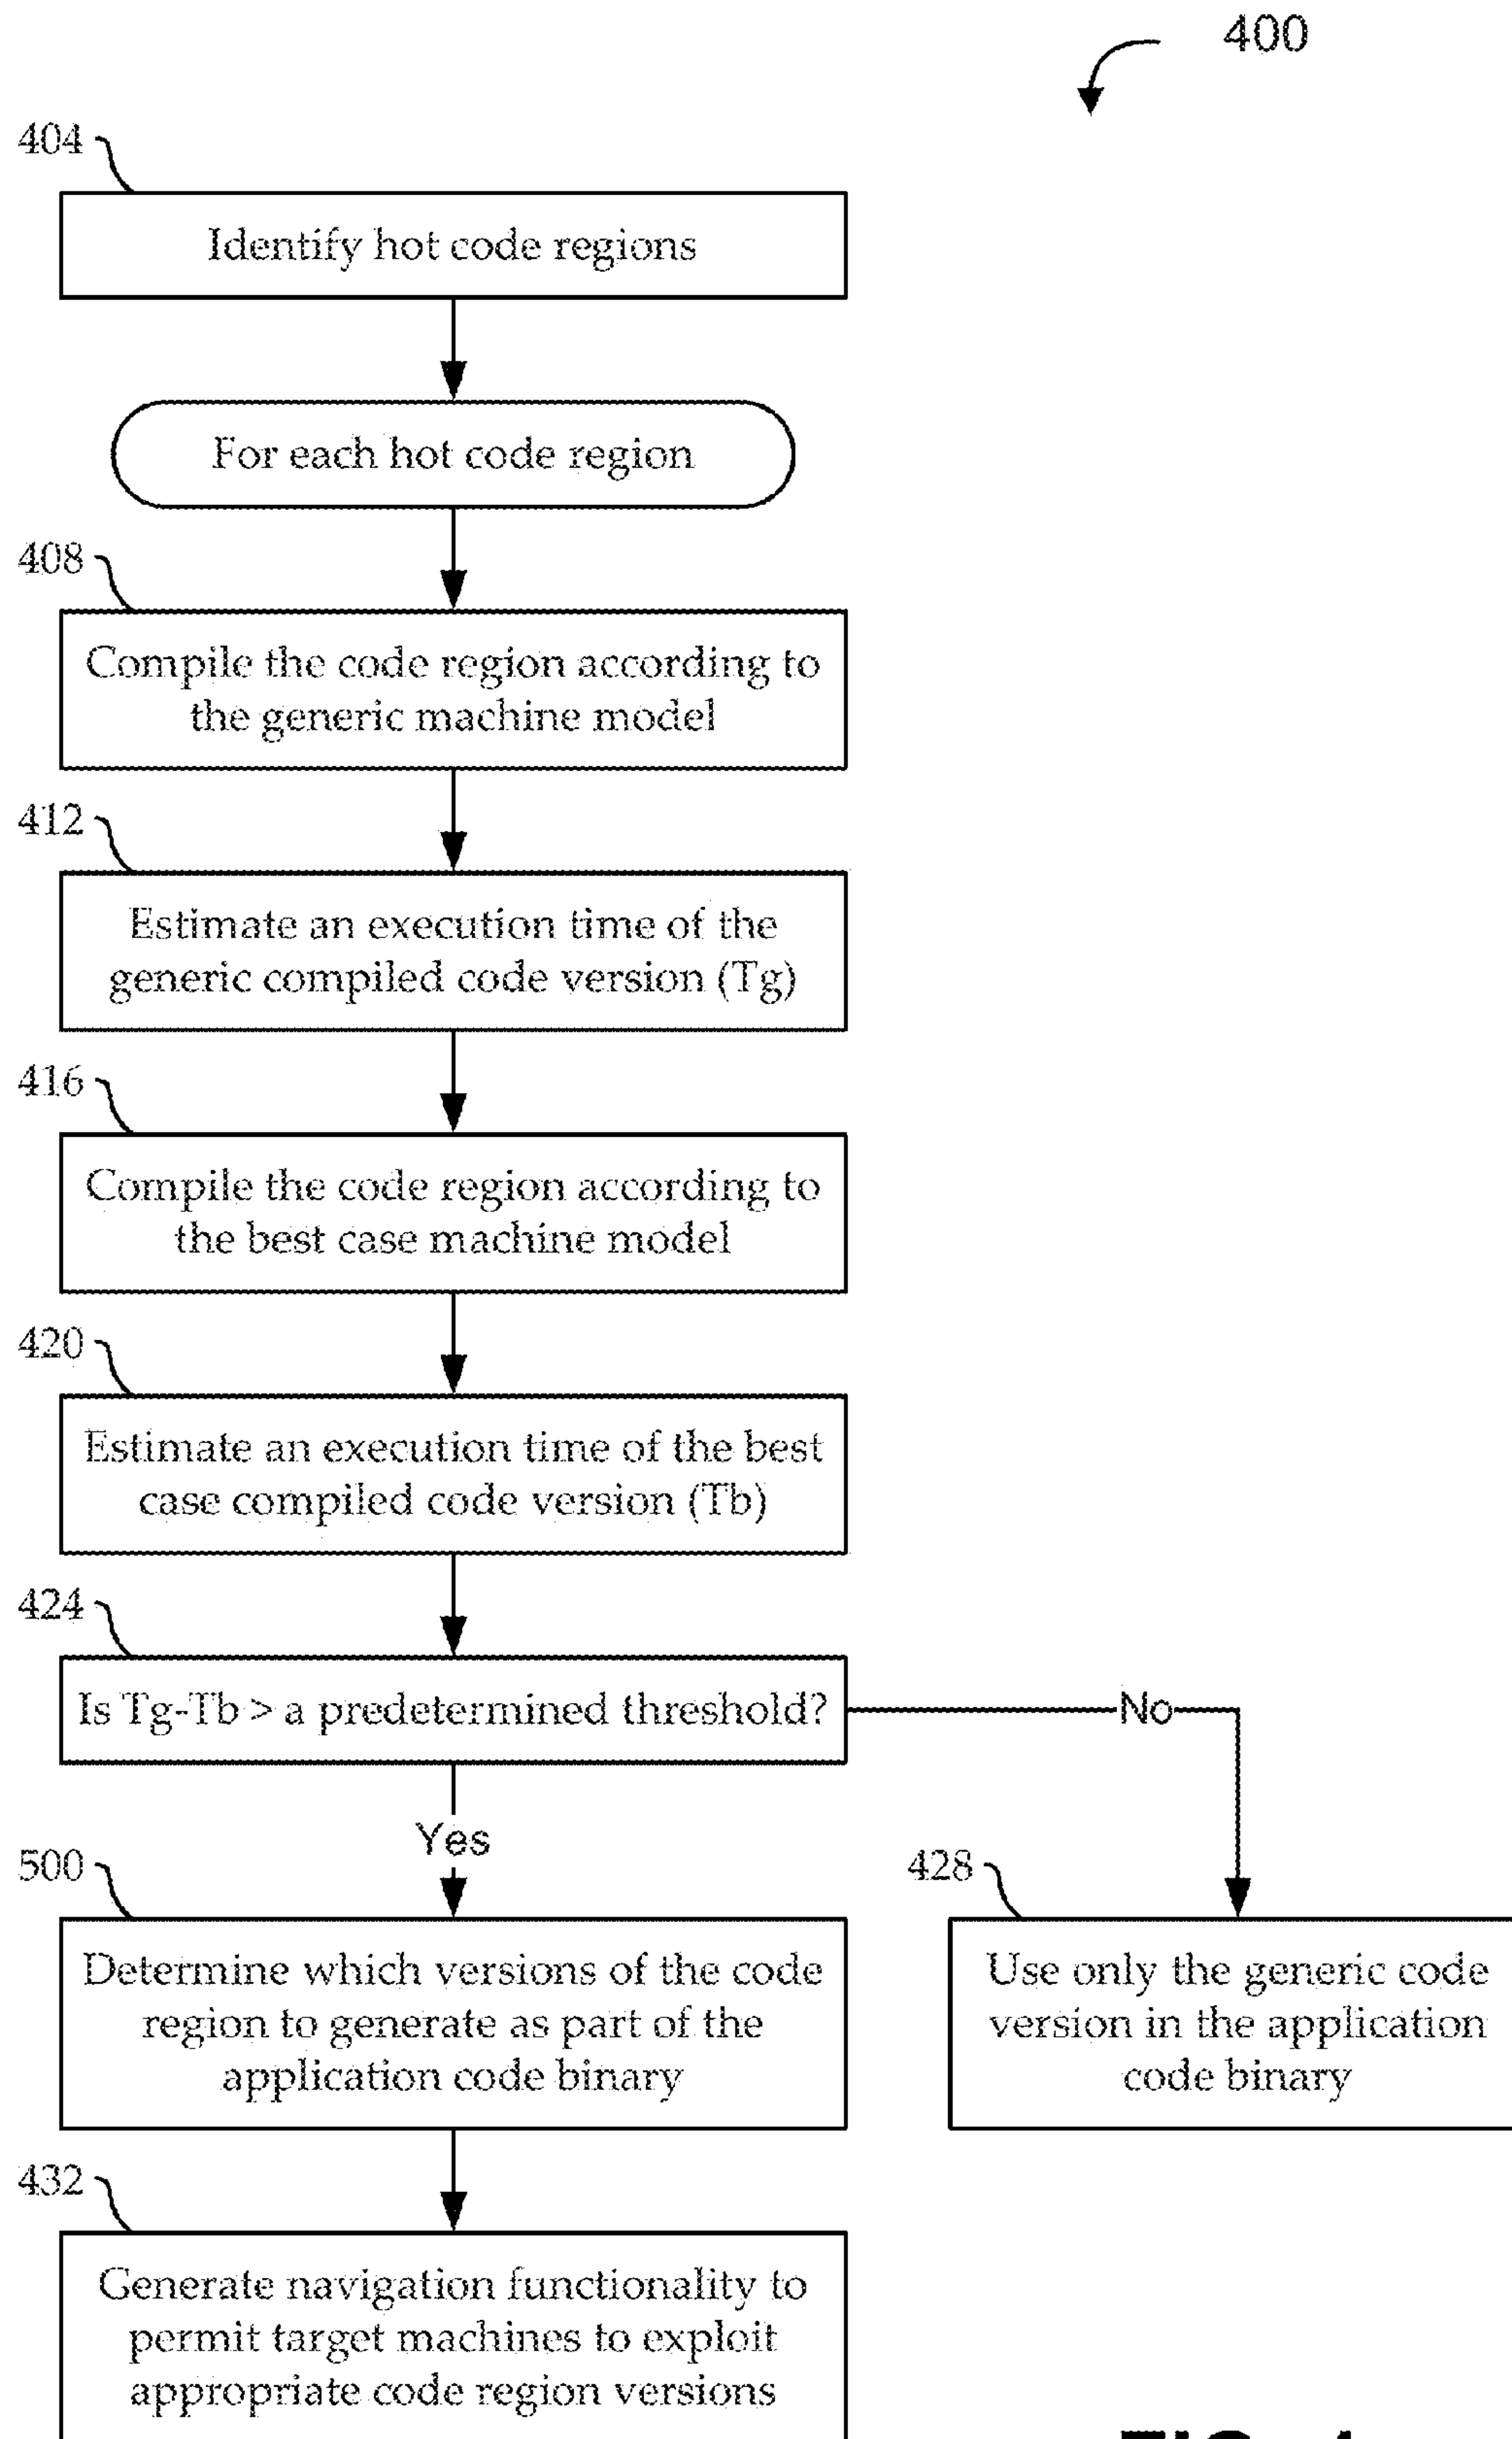 400
404
Identify hot code regions
For each hot code region
408
Compile the code region according to
the generic machine model
412
Estimate an execution time of the
generic compiled code version (Tg)
416
Compile the code region according to
the best case machine model
420
Estimate an execution time of the best
case compiled code version (Tb)
424
Is Tg-Tb > a predetermined threshold?
No
Yes
500
Determine which versions of the code
region to generate as part of the
application code binary
428
Use only the generic code
version in the application
code binary
432
Generate navigation functionality to
permit target machines to exploit
appropriate code region versions